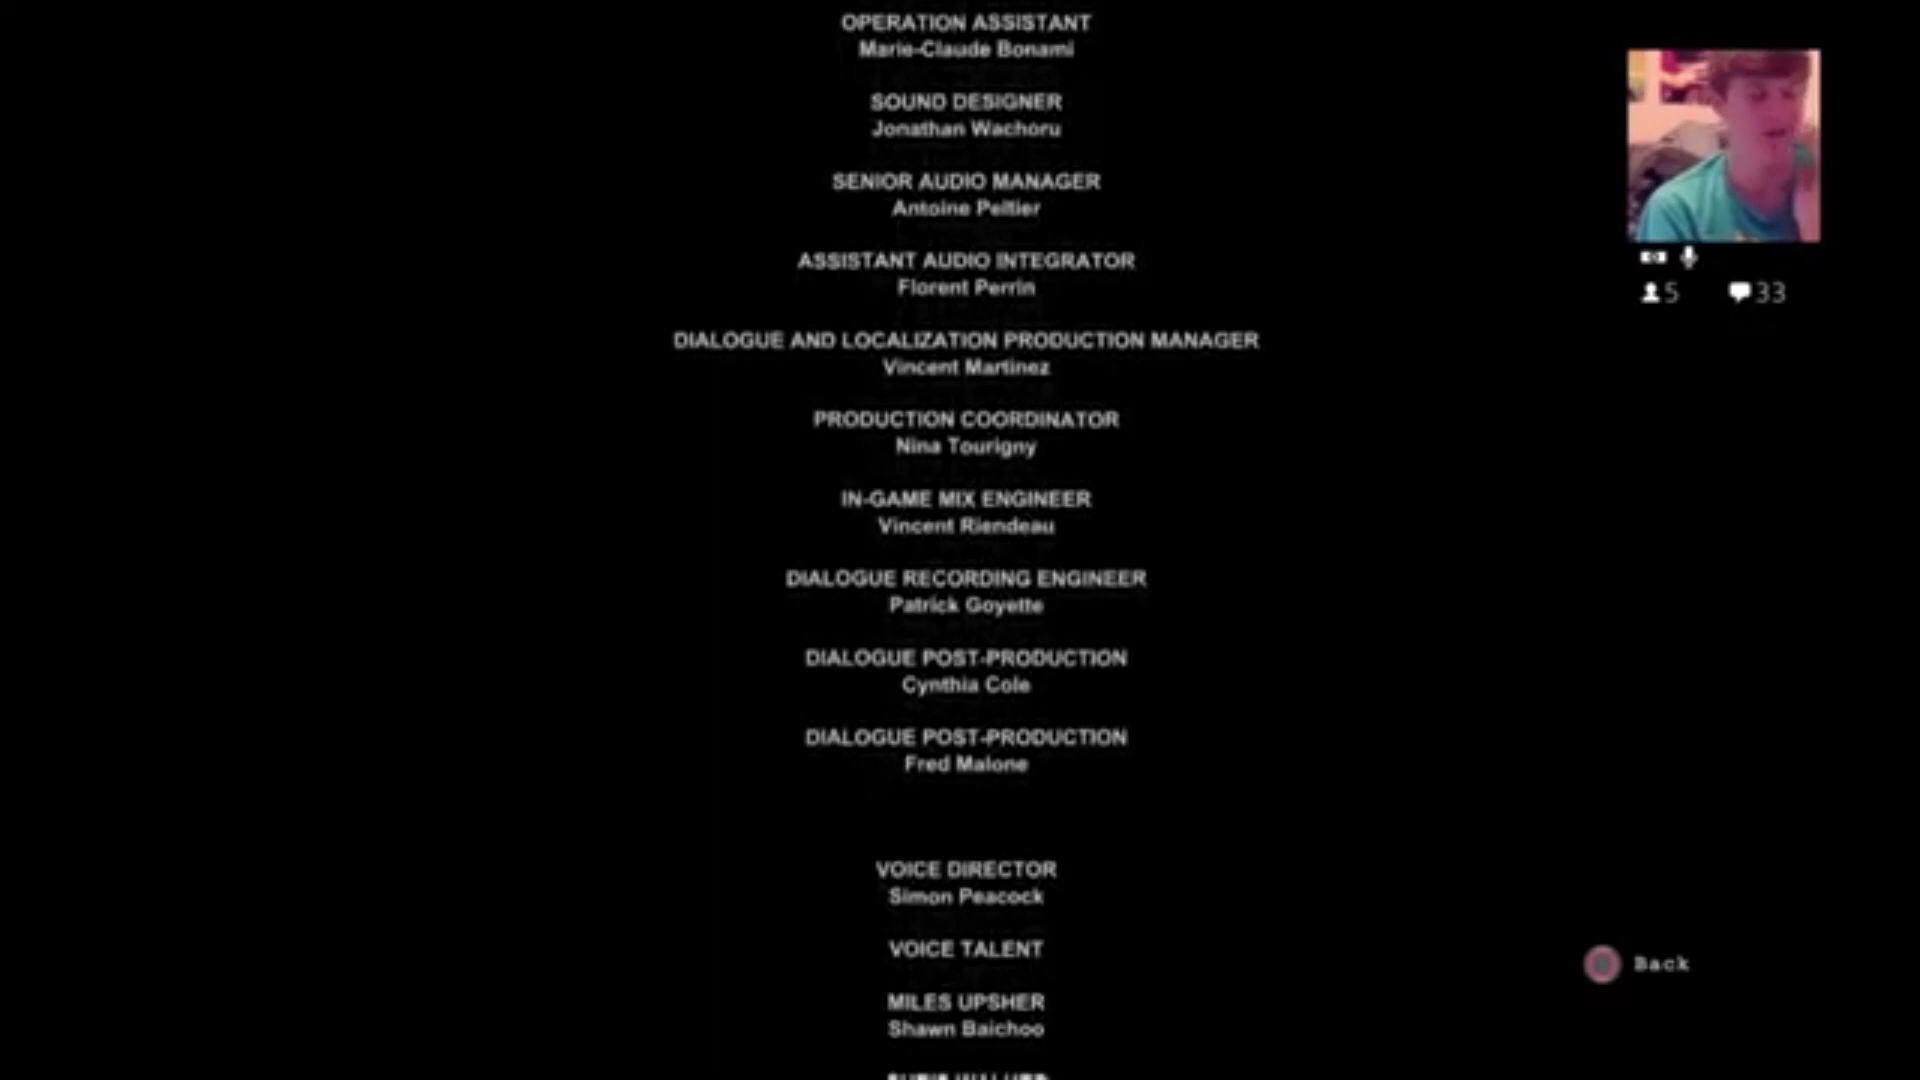 OPERATION ASSISTANT
Marie-Claude Bonami
SOUND DESIGNER
Jonathan Wachoru
SENIOR AUDIO MANAGER
Antoine Peltier
ASSISTANT AUDIO INTEGRATOR
Florent Perrin
DIALOGUE AND LOCALIZATION PRODUCTION MANAGER
Vincent Martinez
PRODUCTION COORDINATOR
Nina Tourigny
IN-GAME MIX ENGINEER
Vincent Riendeau
DIALOGUE RECORDING ENGINEER
Patrick Goyette
DIALOGUE POST-PRODUCTION
Cynthia Cole
DIALOGUE POST-PRODUCTION
Fred Malone
VOICE DIRECTOR
Simon Peacock
VOICE TALENT
MILES UPSHER
Shawn Baichoo
5 33
Back